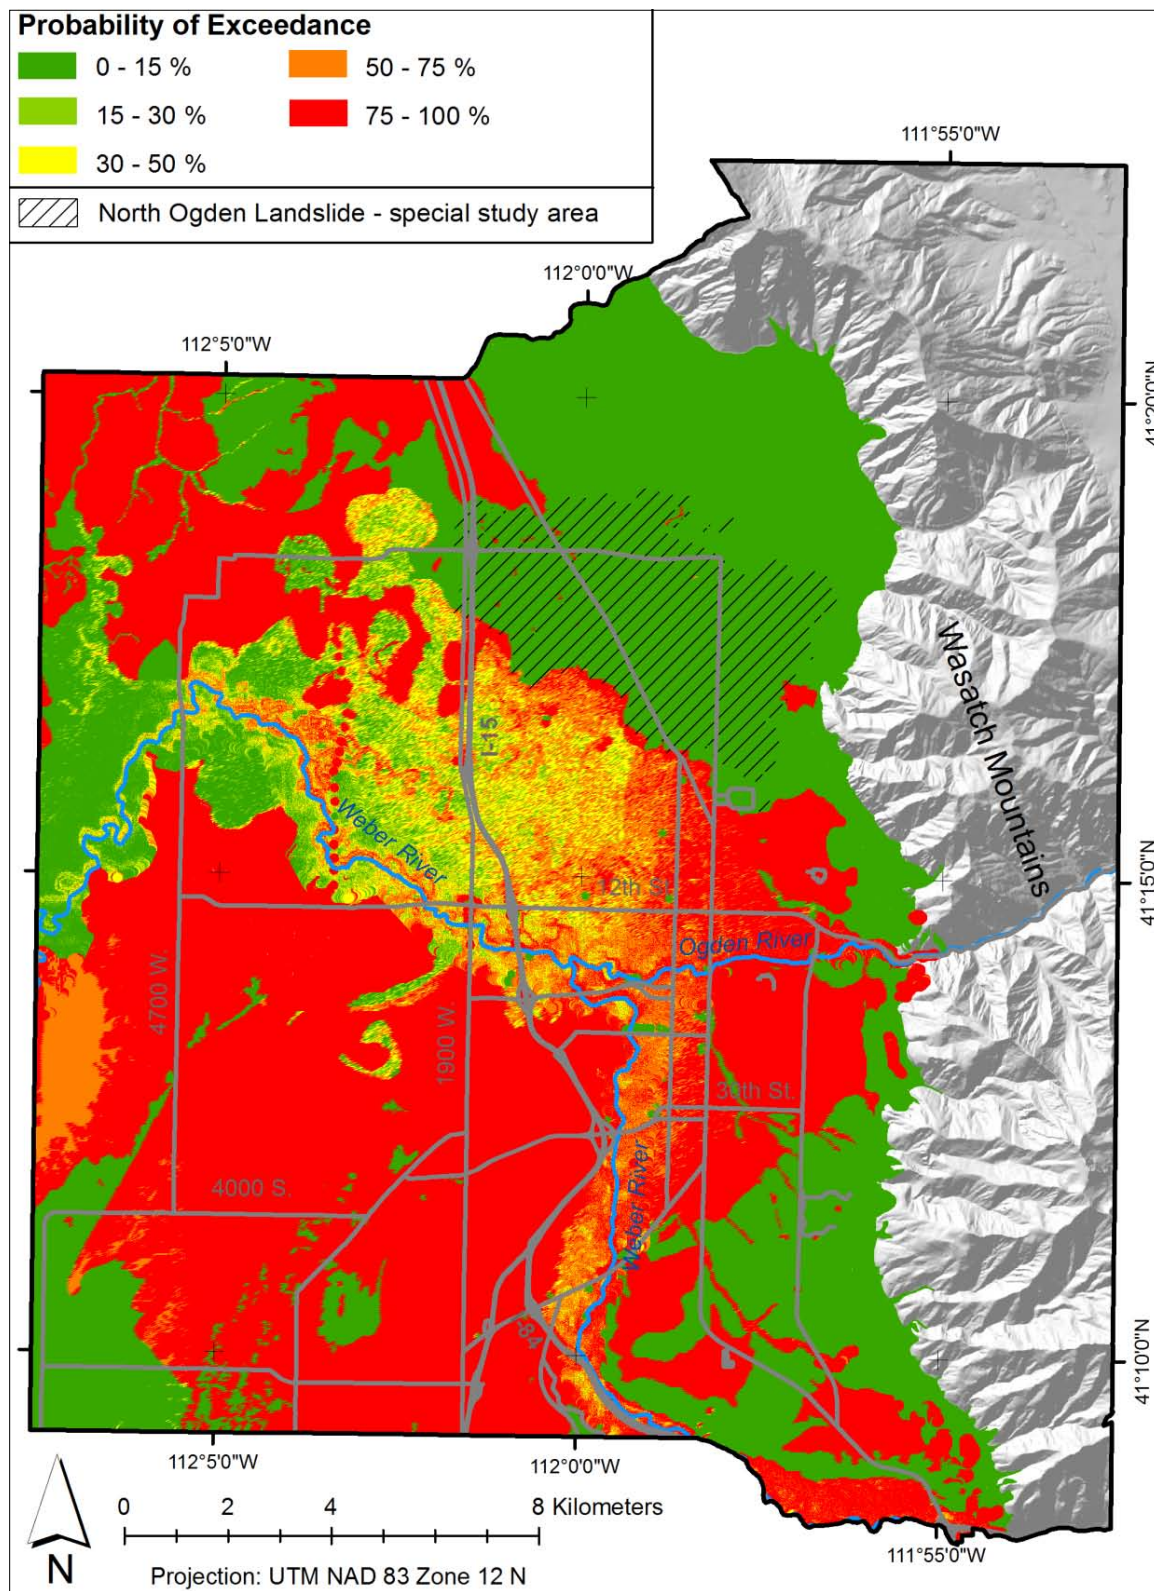 Probability of Exceedance
0 - 15 %
50 - 75 %
15 - 30 %
75 - 100 %
30 - 50 %
North Ogden Landslide - special study area
111°55'0"W
112°0'0"W
112°5'0"W
41°20'0"N
Wasatch Mountains
I-15
Weber River
12th St.
41°15'0"N
Ogden River
4700 W.
1900 W.
36th St.
4000 S.
Weber River
I-84
41°10'0"N
112°5'0"W
112°0'0"W
111°55'0"W
0 2 4 8 Kilometers
N
Projection: UTM NAD 83 Zone 12 N